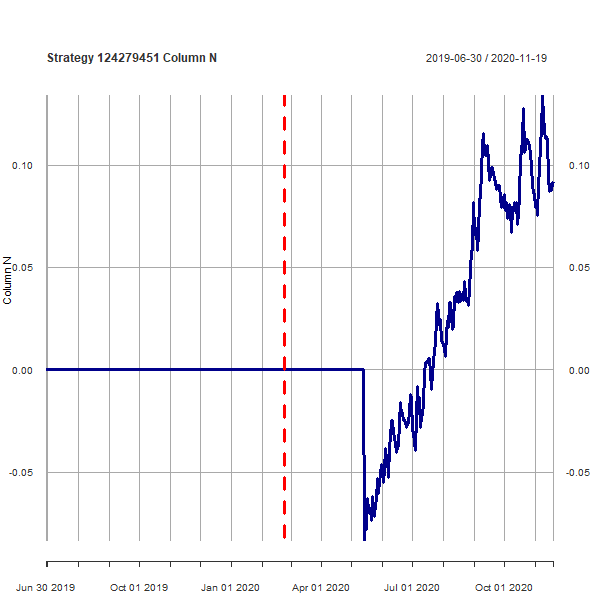 Strategy 124279451 Column N
2019-06-30 / 2020-11-19
0.10
0.05
0.00
-0.05
0.10
0.05
0.00
-0.05
Column N
Jun 30 2019
Oct 01 2019
Jan 01 2020
Apr 01 2020
Jul 01 2020
Oct 01 2020